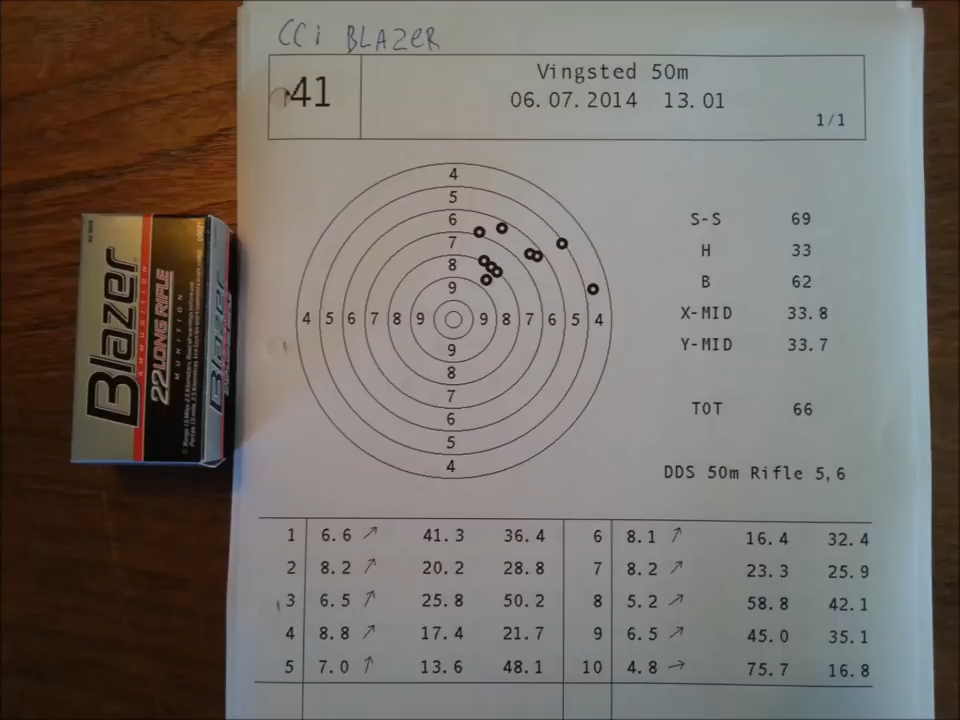 CCi BLAZER
41
Vingsted 50m
06.07.2014 13.01
1/1
4
5
6
7
8
9
4 5 6 7 8 9 9 8 7 6 5 4
9
8
7
6
5
4
S-S 69
H 33
B 62
X-MID 33.8
Y-MID 33.7
TOT 66
DDS 50m Rifle 5,6
1 6.6 ↗ 41.3 36.4 6 8.1 ↗ 16.4 32.4
2 8.2 ↗ 20.2 28.8 7 8.2 ↗ 23.3 25.9
3 6.5 ↗ 25.8 50.2 8 5.2 ↗ 58.8 42.1
4 8.8 ↗ 17.4 21.7 9 6.5 ↗ 45.0 35.1
5 7.0 ↑ 13.6 48.1 10 4.8 → 75.7 16.8
Blazer
AMMUNITION
22 LONG RIFLE
MUNITION
Blazer